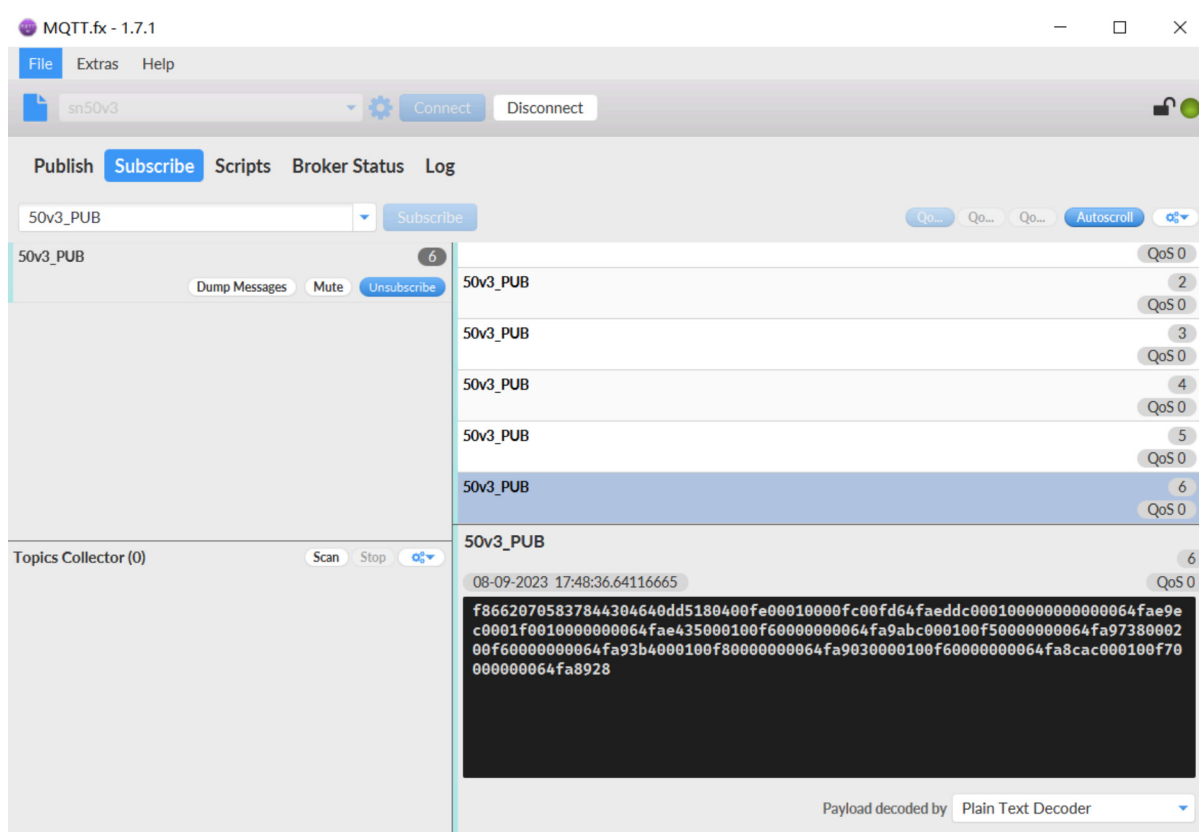 MQTT.fx - 1.7.1
File Extras Help
sn50v3 Connect Disconnect
Publish Subscribe Scripts Broker Status Log
50v3_PUB Subscribe Qo... Qo... Qo... Autoscroll
50v3_PUB 6
Dump Messages Mute Unsubscribe
QoS 0
50v3_PUB 2
QoS 0
50v3_PUB 3
QoS 0
50v3_PUB 4
QoS 0
50v3_PUB 5
QoS 0
50v3_PUB 6
QoS 0
Topics Collector (0) Scan Stop
50v3_PUB
6
08-09-2023 17:48:36.64116665 QoS 0
f86620705837844304640dd5180400fe00010000fc00fd64faeddc000100000000000064fae9e
c0001f0010000000064fae435000100f60000000064fa9abc000100f50000000064fa97380002
00f60000000064fa93b4000100f80000000064fa9030000100f60000000064fa8cac000100f70
000000064fa8928
Payload decoded by Plain Text Decoder